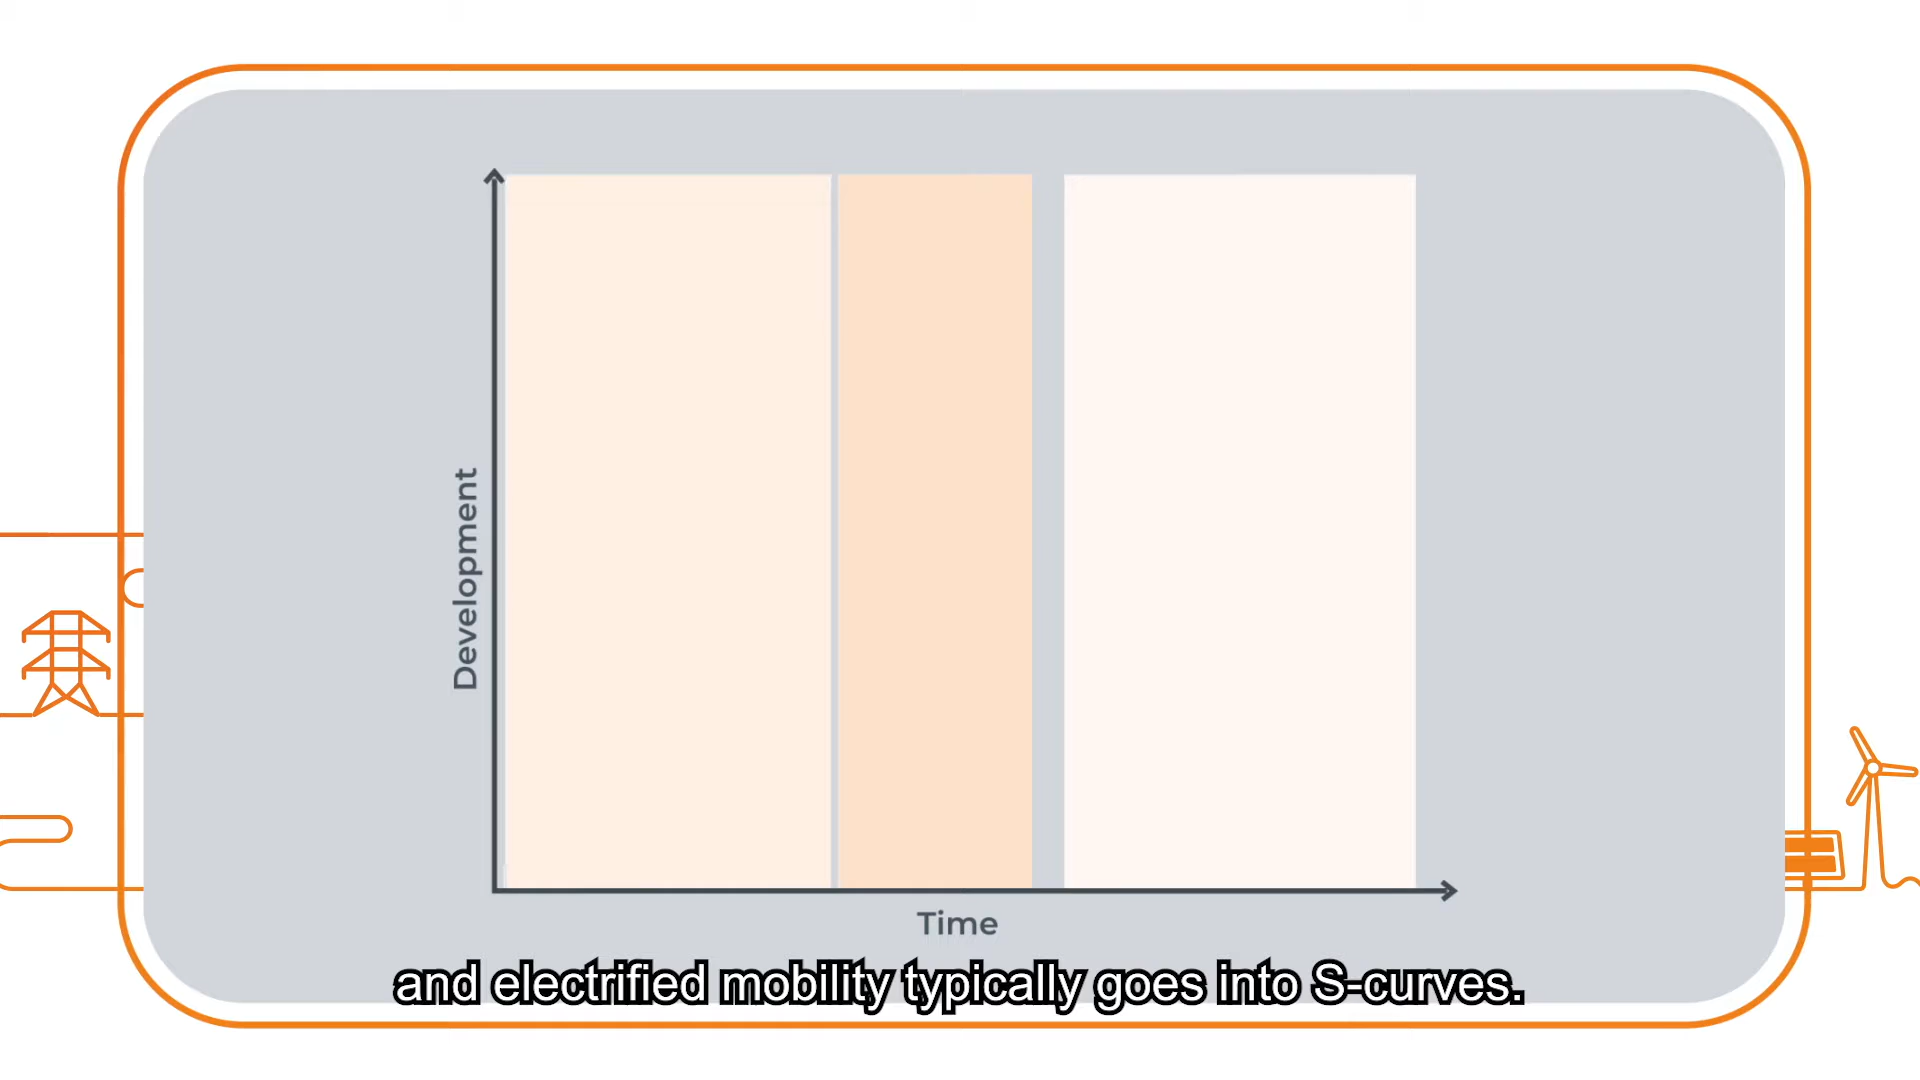 Development
Time
and electrified mobility typically goes into S-curves.